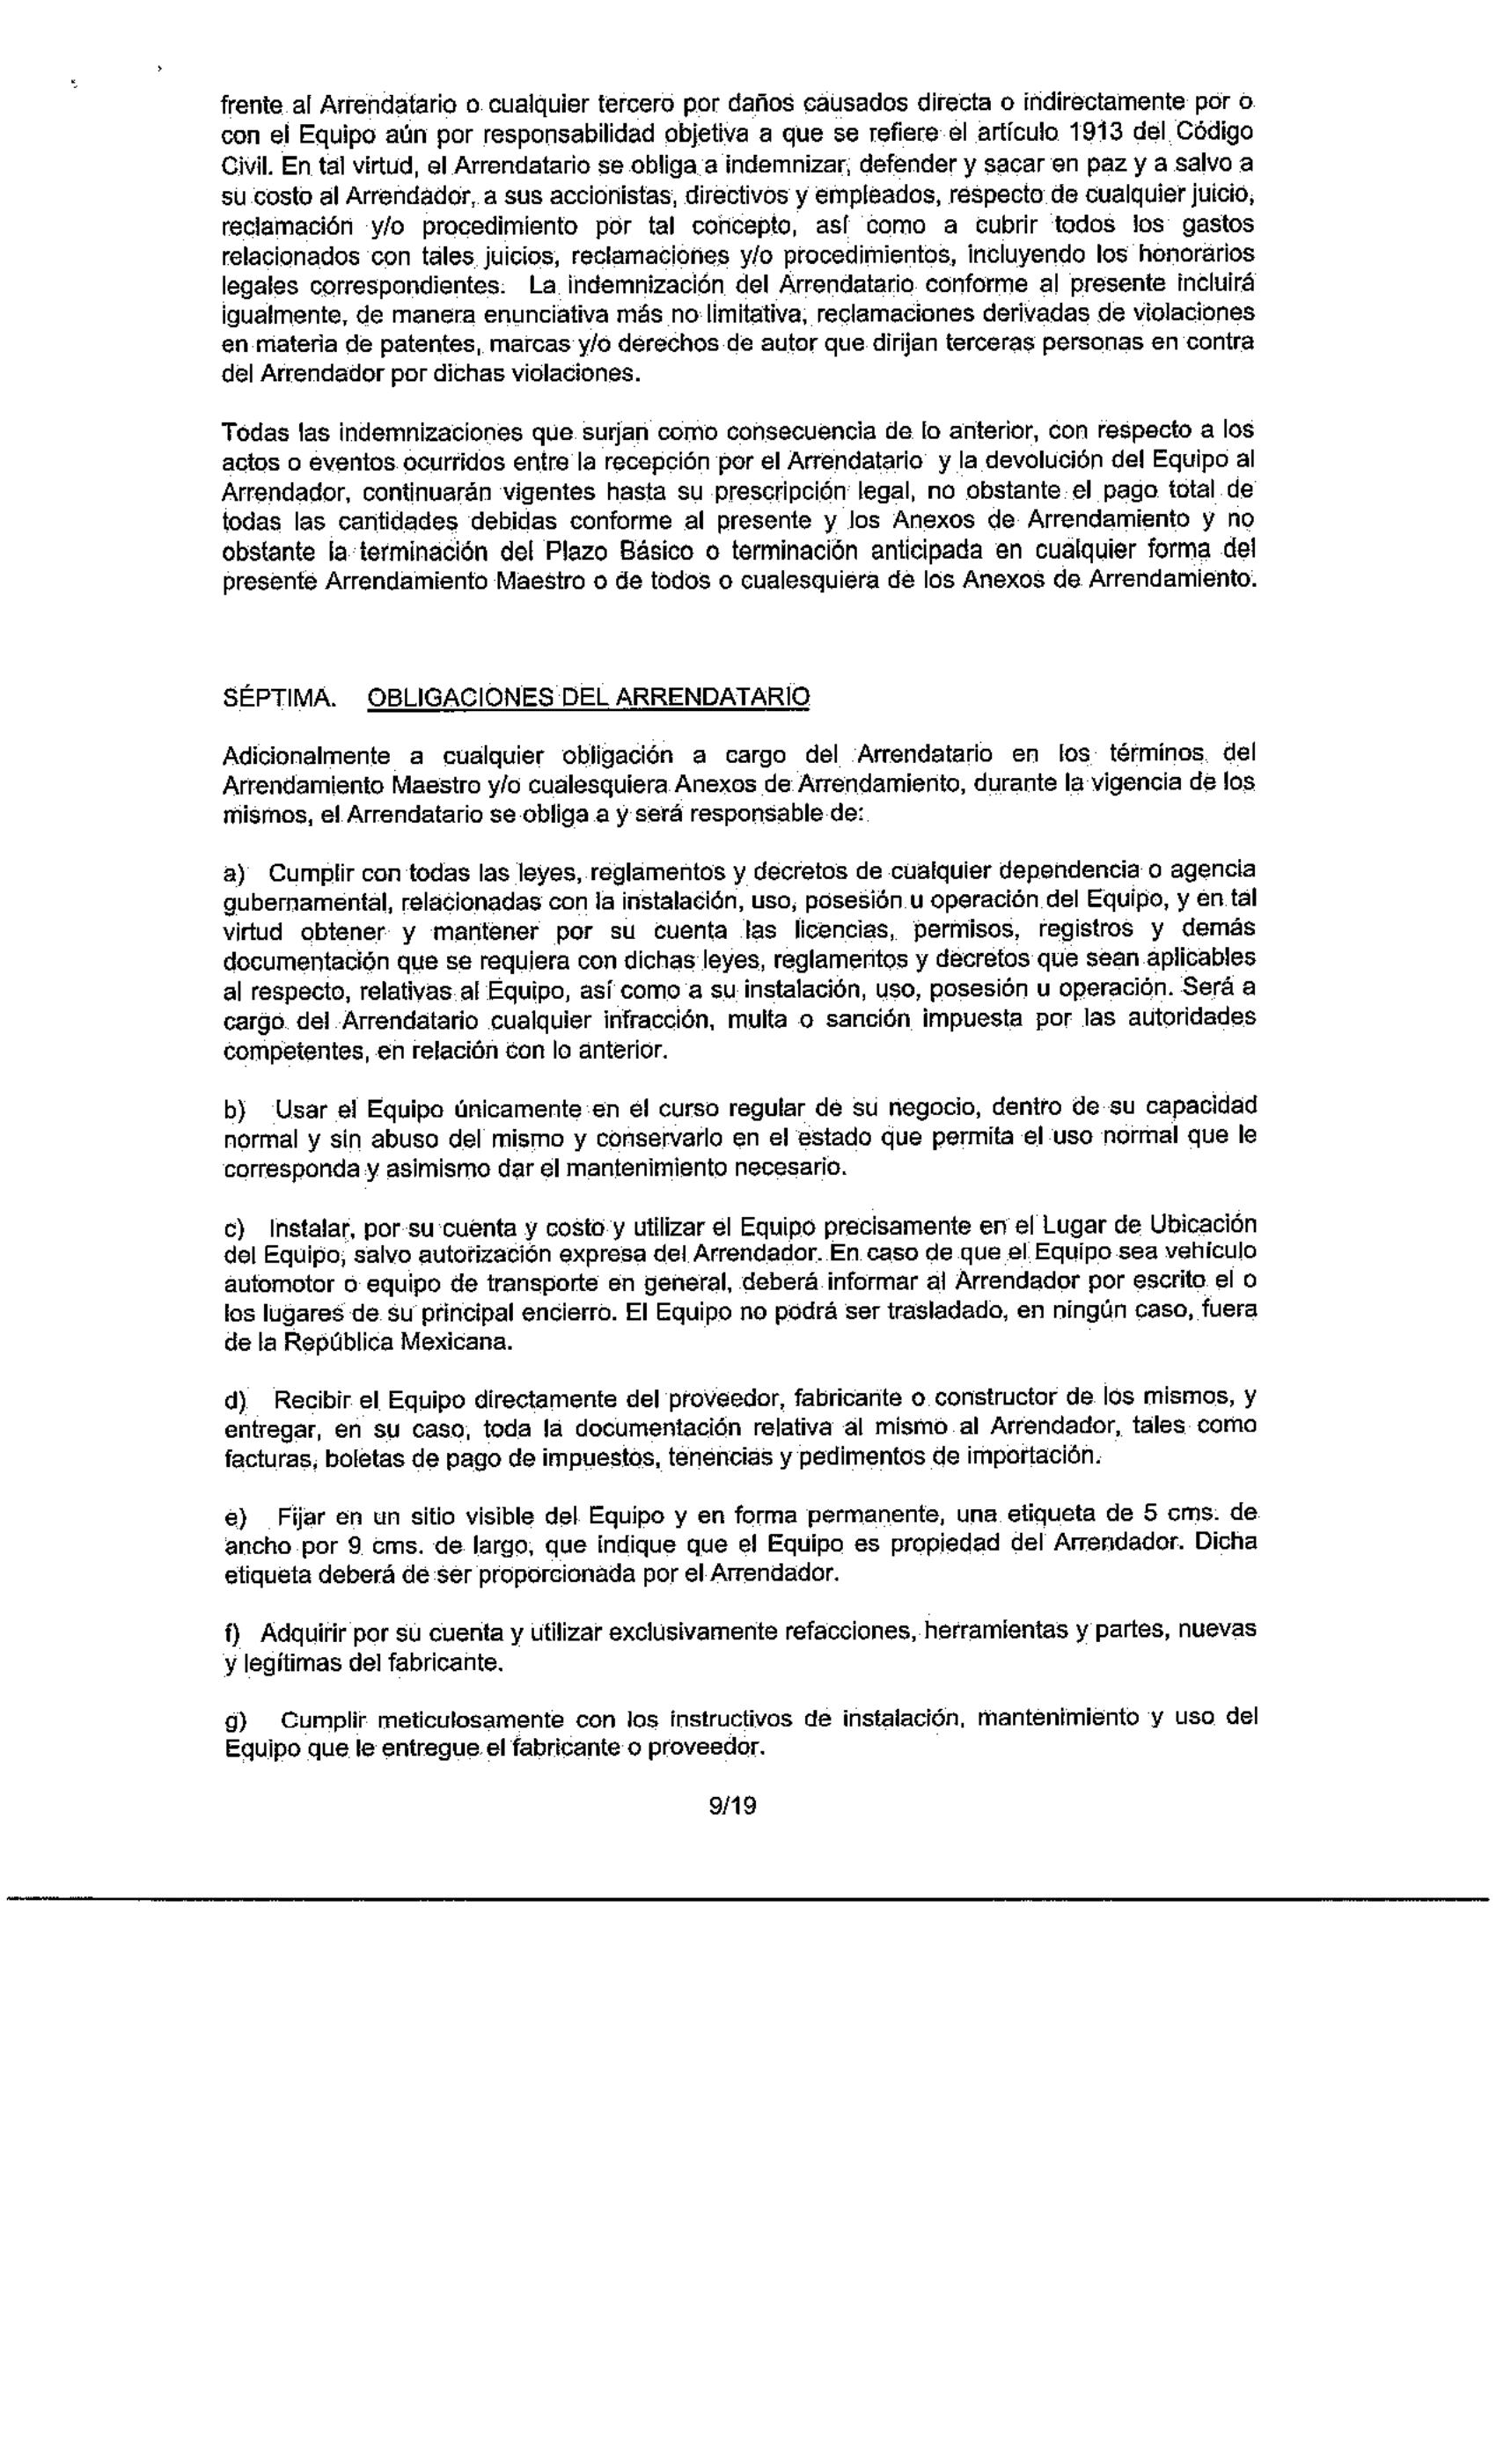 frente al Arrendatario o cualquier tercero por daños causados directa o indirectamente por o
con el Equipo aún por responsabilidad objetiva a que se refiere el artículo 1913 del Código
Civil. En tal virtud, el Arrendatario se obliga a indemnizar, defender y sacar en paz y a salvo a
su costo al Arrendador, a sus accionistas, directivos y empleados, respecto de cualquier juicio,
reclamación y/o procedimiento por tal concepto, así como a cubrir todos los gastos
relacionados con tales juicios, reclamaciones y/o procedimientos, incluyendo los honorarios
legales correspondientes. La indemnización del Arrendatario conforme al presente incluirá
igualmente, de manera enunciativa más no limitativa, reclamaciones derivadas de violaciones
en materia de patentes, marcas y/o derechos de autor que dirijan terceras personas en contra
del Arrendador por dichas violaciones.
Todas las indemnizaciones que surjan como consecuencia de lo anterior, con respecto a los
actos o eventos ocurridos entre la recepción por el Arrendatario y la devolución del Equipo al
Arrendador, continuarán vigentes hasta su prescripción legal, no obstante el pago total de
todas las cantidades debidas conforme al presente y los Anexos de Arrendamiento y no
obstante la terminación del Plazo Básico o terminación anticipada en cualquier forma del
presente Arrendamiento Maestro o de todos o cualesquiera de los Anexos de Arrendamiento.
SÉPTIMA. OBLIGACIONES DEL ARRENDATARIO
Adicionalmente a cualquier obligación a cargo del Arrendatario en los términos del
Arrendamiento Maestro y/o cualesquiera Anexos de Arrendamiento, durante la vigencia de los
mismos, el Arrendatario se obliga a y será responsable de:
a) Cumplir con todas las leyes, reglamentos y decretos de cualquier dependencia o agencia
gubernamental, relacionadas con la instalación, uso, posesión u operación del Equipo, y en tal
virtud obtener y mantener por su cuenta las licencias, permisos, registros y demás
documentación que se requiera con dichas leyes, reglamentos y decretos que sean aplicables
al respecto, relativas al Equipo, así como a su instalación, uso, posesión u operación. Será a
cargo del Arrendatario cualquier infracción, multa o sanción impuesta por las autoridades
competentes, en relación con lo anterior.
b) Usar el Equipo únicamente en el curso regular de su negocio, dentro de su capacidad
normal y sin abuso del mismo y conservarlo en el estado que permita el uso normal que le
corresponda y asimismo dar el mantenimiento necesario.
c) Instalar, por su cuenta y costo y utilizar el Equipo precisamente en el Lugar de Ubicación
del Equipo, salvo autorización expresa del Arrendador. En caso de que el Equipo sea vehículo
automotor o equipo de transporte en general, deberá informar al Arrendador por escrito el o
los lugares de su principal encierro. El Equipo no podrá ser trasladado, en ningún caso, fuera
de la República Mexicana.
d) Recibir el Equipo directamente del proveedor, fabricante o constructor de los mismos, y
entregar, en su caso, toda la documentación relativa al mismo al Arrendador, tales como
facturas, boletas de pago de impuestos, tenencias y pedimentos de importación.
e) Fijar en un sitio visible del Equipo y en forma permanente, una etiqueta de 5 cms. de
ancho por 9 cms. de largo, que indique que el Equipo es propiedad del Arrendador. Dicha
etiqueta deberá de ser proporcionada por el Arrendador.
f) Adquirir por su cuenta y utilizar exclusivamente refacciones, herramientas y partes, nuevas
y legítimas del fabricante.
g) Cumplir meticulosamente con los instructivos de instalación, mantenimiento y uso del
Equipo que le entregue el fabricante o proveedor.
9/19